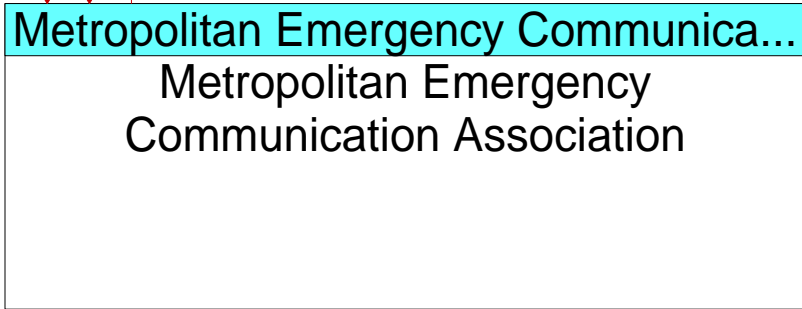 Metropolitan Emergency Communica...
Metropolitan Emergency
Communication Association